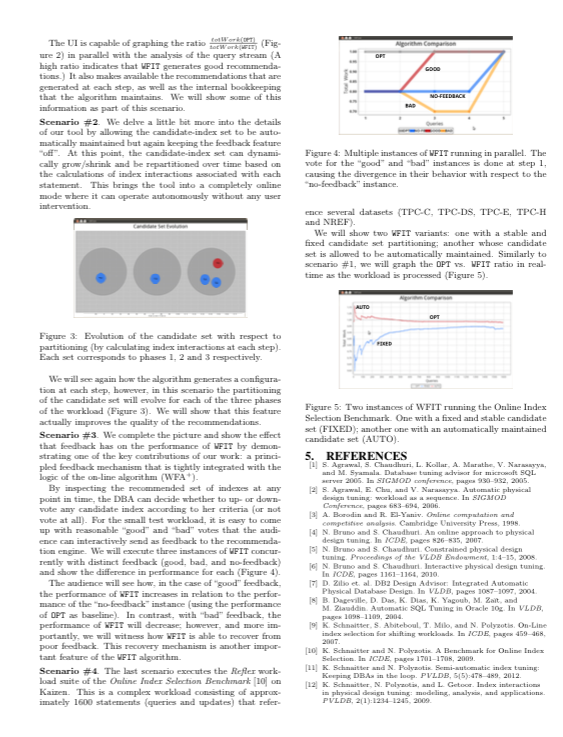 The UI is capable of graphing the ratio totWork(OPT)/totWork(WFIT) (Fig-
ure 2) in parallel with the analysis of the query stream (A
high ratio indicates that WFIT generates good recommenda-
tions.) It also makes available the recommendations that are
generated at each step, as well as the internal bookkeeping
that the algorithm maintains. We will show some of this
information as part of this scenario.
Scenario #2. We delve a little bit more into the details
of our tool by allowing the candidate-index set to be auto-
matically maintained but again keeping the feedback feature
"off". At this point, the candidate-index set can dynami-
cally grow/shrink and be repartitioned over time based on
the calculations of index interactions associated with each
statement. This brings the tool into a completely online
mode where it can operate autonomously without any user
intervention.
Candidate Set Evolution
Figure 3: Evolution of the candidate set with respect to
partitioning (by calculating index interactions at each step).
Each set corresponds to phases 1, 2 and 3 respectively.
We will see again how the algorithm generates a configura-
tion at each step, however, in this scenario the partitioning
of the candidate set will evolve for each of the three phases
of the workload (Figure 3). We will show that this feature
actually improves the quality of the recommendations.
Scenario #3. We complete the picture and show the effect
that feedback has on the performance of WFIT by demon-
strating one of the key contributions of our work: a princi-
pled feedback mechanism that is tightly integrated with the
logic of the on-line algorithm (WFA+).
By inspecting the recommended set of indexes at any
point in time, the DBA can decide whether to up- or down-
vote any candidate index according to her criteria (or not
vote at all). For the small test workload, it is easy to come
up with reasonable "good" and "bad" votes that the audi-
ence can interactively send as feedback to the recommenda-
tion engine. We will execute three instances of WFIT concur-
rently with distinct feedback (good, bad, and no-feedback)
and show the difference in performance for each (Figure 4).
The audience will see how, in the case of "good" feedback,
the performance of WFIT increases in relation to the perfor-
mance of the "no-feedback" instance (using the performance
of OPT as baseline). In contrast, with "bad" feedback, the
performance of WFIT will decrease; however, and more im-
portantly, we will witness how WFIT is able to recover from
poor feedback. This recovery mechanism is another impor-
tant feature of the WFIT algorithm.
Scenario #4. The last scenario executes the Reflex work-
load suite of the Online Index Selection Benchmark [10] on
Kaizen. This is a complex workload consisting of approx-
imately 1600 statements (queries and updates) that refer-
Algorithm Comparison
OPT
GOOD
NO-FEEDBACK
BAD
Total Work
Queries
Figure 4: Multiple instances of WFIT running in parallel. The
vote for the "good" and "bad" instances is done at step 1,
causing the divergence in their behavior with respect to the
"no-feedback" instance.
ence several datasets (TPC-C, TPC-DS, TPC-E, TPC-H
and NREF).
We will show two WFIT variants: one with a stable and
fixed candidate set partitioning; another whose candidate
set is allowed to be automatically maintained. Similarly to
scenario #1, we will graph the OPT vs. WFIT ratio in real-
time as the workload is processed (Figure 5).
Algorithm Comparison
AUTO
OPT
FIXED
Figure 5: Two instances of WFIT running the Online Index
Selection Benchmark. One with a fixed and stable candidate
set (FIXED); another one with an automatically maintained
candidate set (AUTO).
5. REFERENCES
[1] S. Agrawal, S. Chaudhuri, L. Kollar, A. Marathe, V. Narasayya,
and M. Syamala. Database tuning advisor for microsoft SQL
server 2005. In SIGMOD conference, pages 930–932, 2005.
[2] S. Agrawal, E. Chu, and V. Narasayya. Automatic physical
design tuning: workload as a sequence. In SIGMOD
Conference, pages 683–694, 2006.
[3] A. Borodin and R. El-Yaniv. Online computation and
competitive analysis. Cambridge University Press, 1998.
[4] N. Bruno and S. Chaudhuri. An online approach to physical
design tuning. In ICDE, pages 826–835, 2007.
[5] N. Bruno and S. Chaudhuri. Constrained physical design
tuning. Proceedings of the VLDB Endowment, 1:4–15, 2008.
[6] N. Bruno and S. Chaudhuri. Interactive physical design tuning.
In ICDE, pages 1161–1164, 2010.
[7] D. Zilio et. al. DB2 Design Advisor: Integrated Automatic
Physical Database Design. In VLDB, pages 1087–1097, 2004.
[8] B. Dageville, D. Das, K. Dias, K. Yagoub, M. Zait, and
M. Ziauddin. Automatic SQL Tuning in Oracle 10g. In VLDB,
pages 1098–1109, 2004.
[9] K. Schnaitter, S. Abiteboul, T. Milo, and N. Polyzotis. On-Line
index selection for shifting workloads. In ICDE, pages 459–468,
2007.
[10] K. Schnaitter and N. Polyzotis. A Benchmark for Online Index
Selection. In ICDE, pages 1701–1708, 2009.
[11] K. Schnaitter and N. Polyzotis. Semi-automatic index tuning:
Keeping DBAs in the loop. PVLDB, 5(5):478–489, 2012.
[12] K. Schnaitter, N. Polyzotis, and L. Getoor. Index interactions
in physical design tuning: modeling, analysis, and applications.
PVLDB, 2(1):1234–1245, 2009.